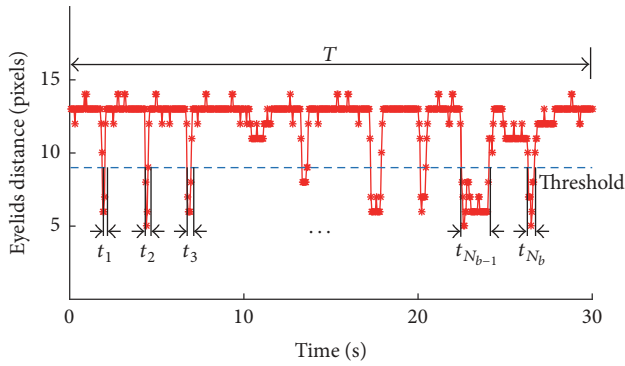 T
15
10
5
Eyelids distance (pixels)
Threshold
t1
t2
t3
...
tNb−1
tNb
0
10
20
30
Time (s)